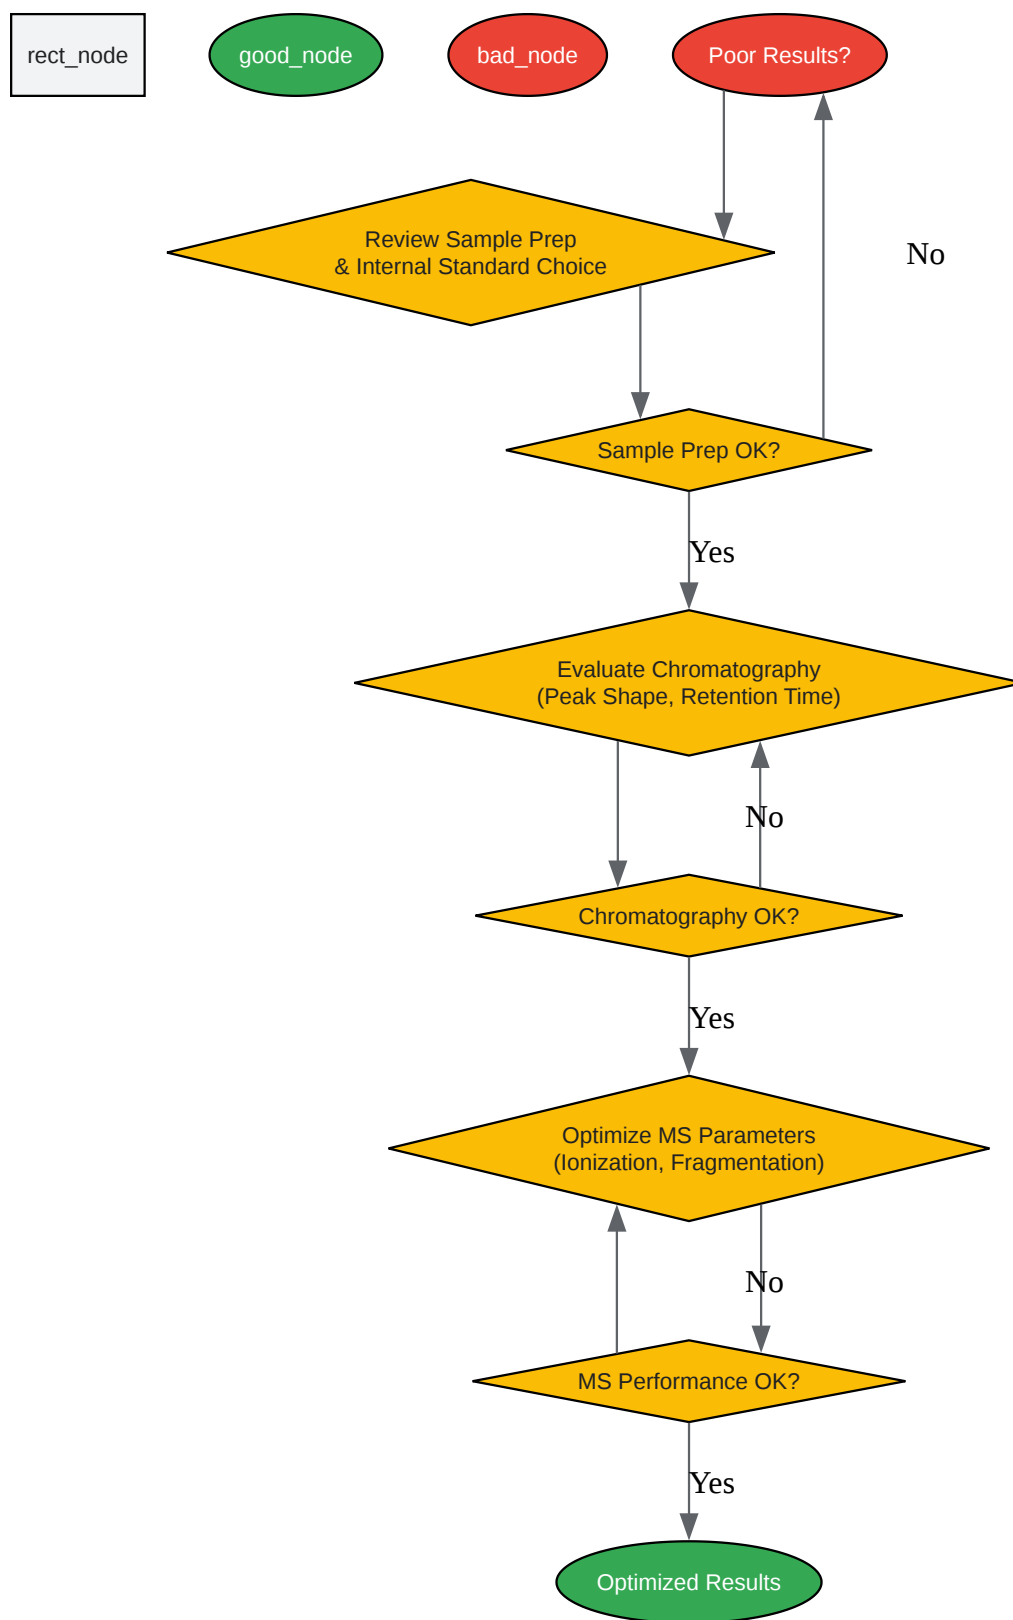 rect_node
good_node
bad_node
Poor Results?
Review Sample Prep
& Internal Standard Choice
No
Sample Prep OK?
Yes
Evaluate Chromatography
(Peak Shape, Retention Time)
No
Chromatography OK?
Yes
Optimize MS Parameters
(Ionization, Fragmentation)
No
MS Performance OK?
Yes
Optimized Results